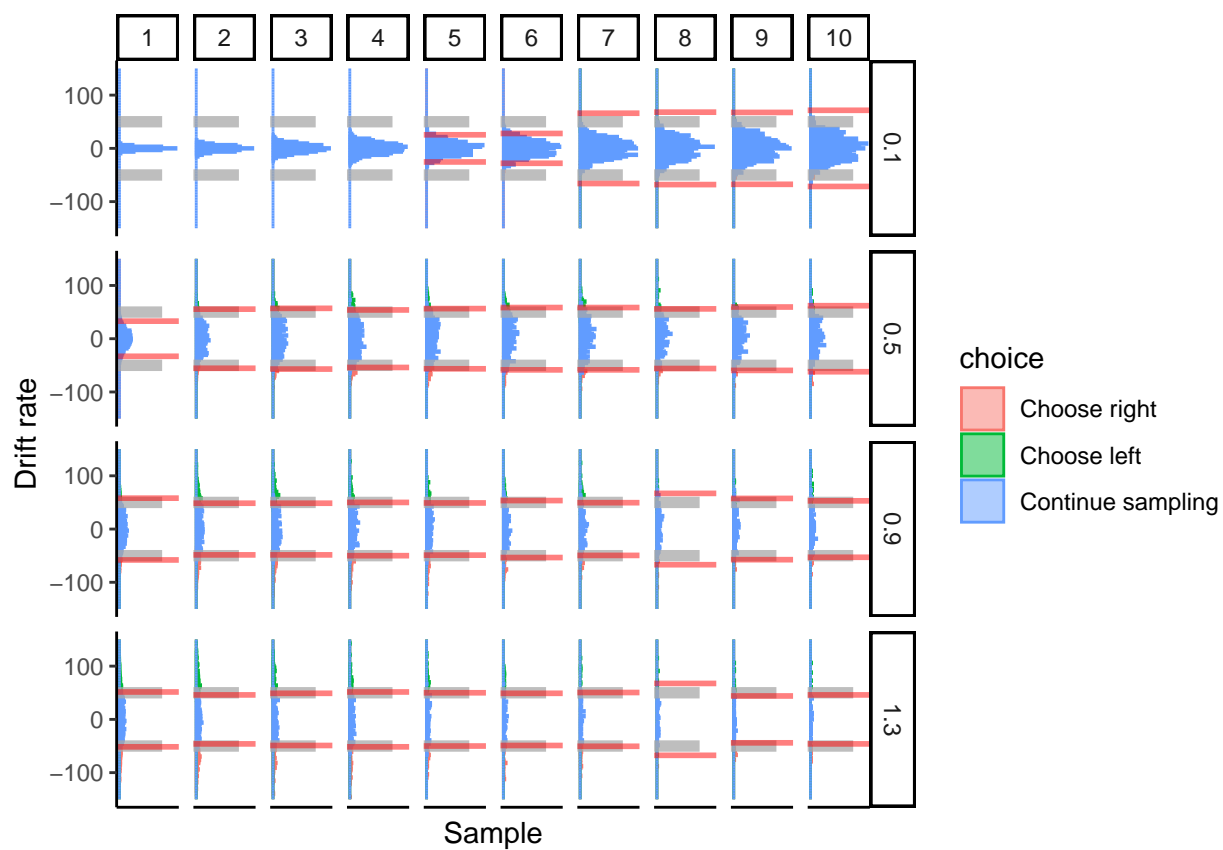 1 2 3 4 5 6 7 8 9 10
100
0
−100
0.1
100
0
−100
0.5
100
0
−100
0.9
100
0
−100
1.3
Drift rate
Sample
choice
Choose right
Choose left
Continue sampling